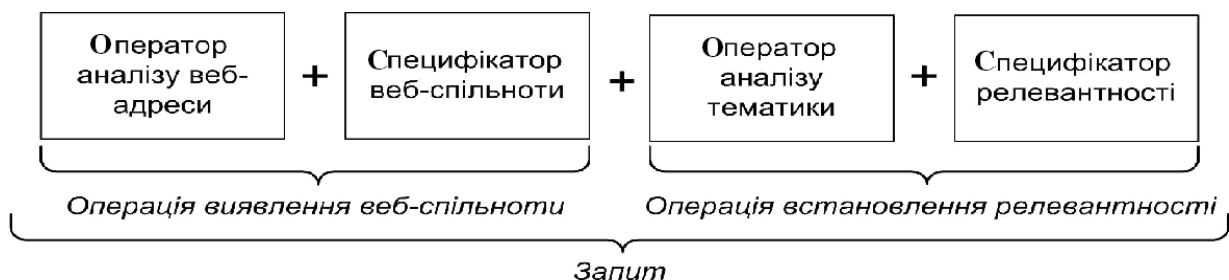 Оператор
аналізу веб-
адреси
+
Специфікатор
веб-спільноти
+
Оператор
аналізу
тематики
+
Специфікатор
релевантності
Операція виявлення веб-спільноти
Операція встановлення релевантності
Запит